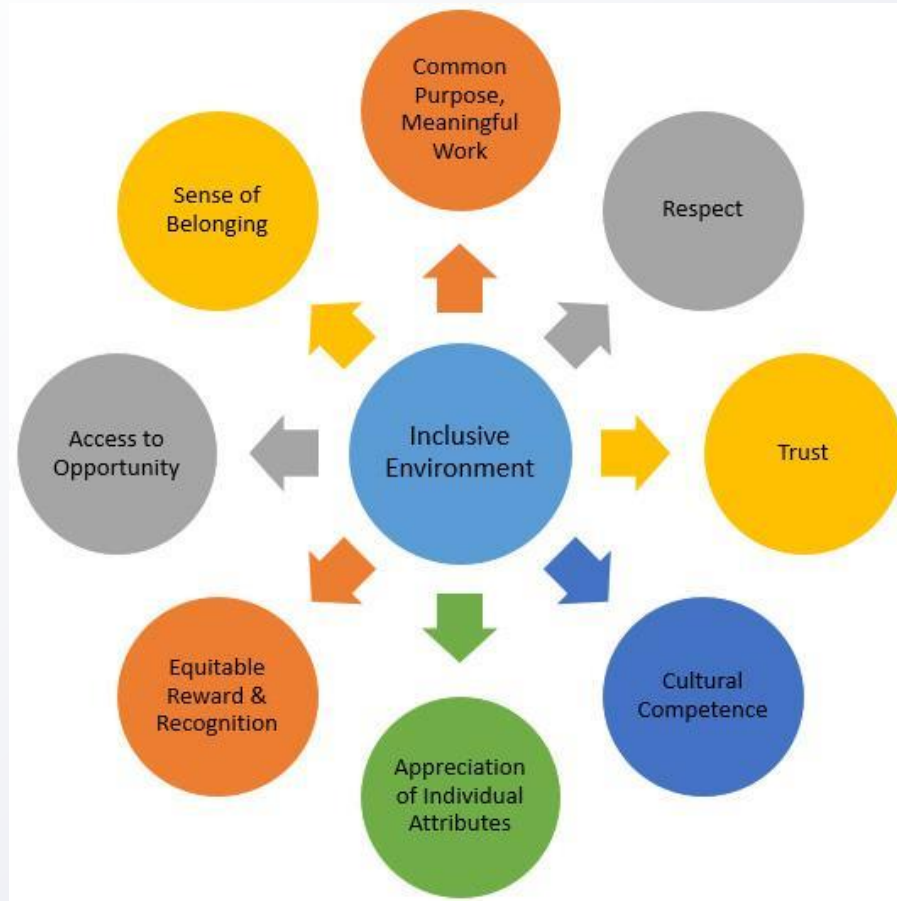 Common
Purpose,
Meaningful
Work
Respect
Trust
Cultural
Competence
Appreciation
of Individual
Attributes
Equitable
Reward &
Recognition
Access to
Opportunity
Sense of
Belonging
Inclusive
Environment